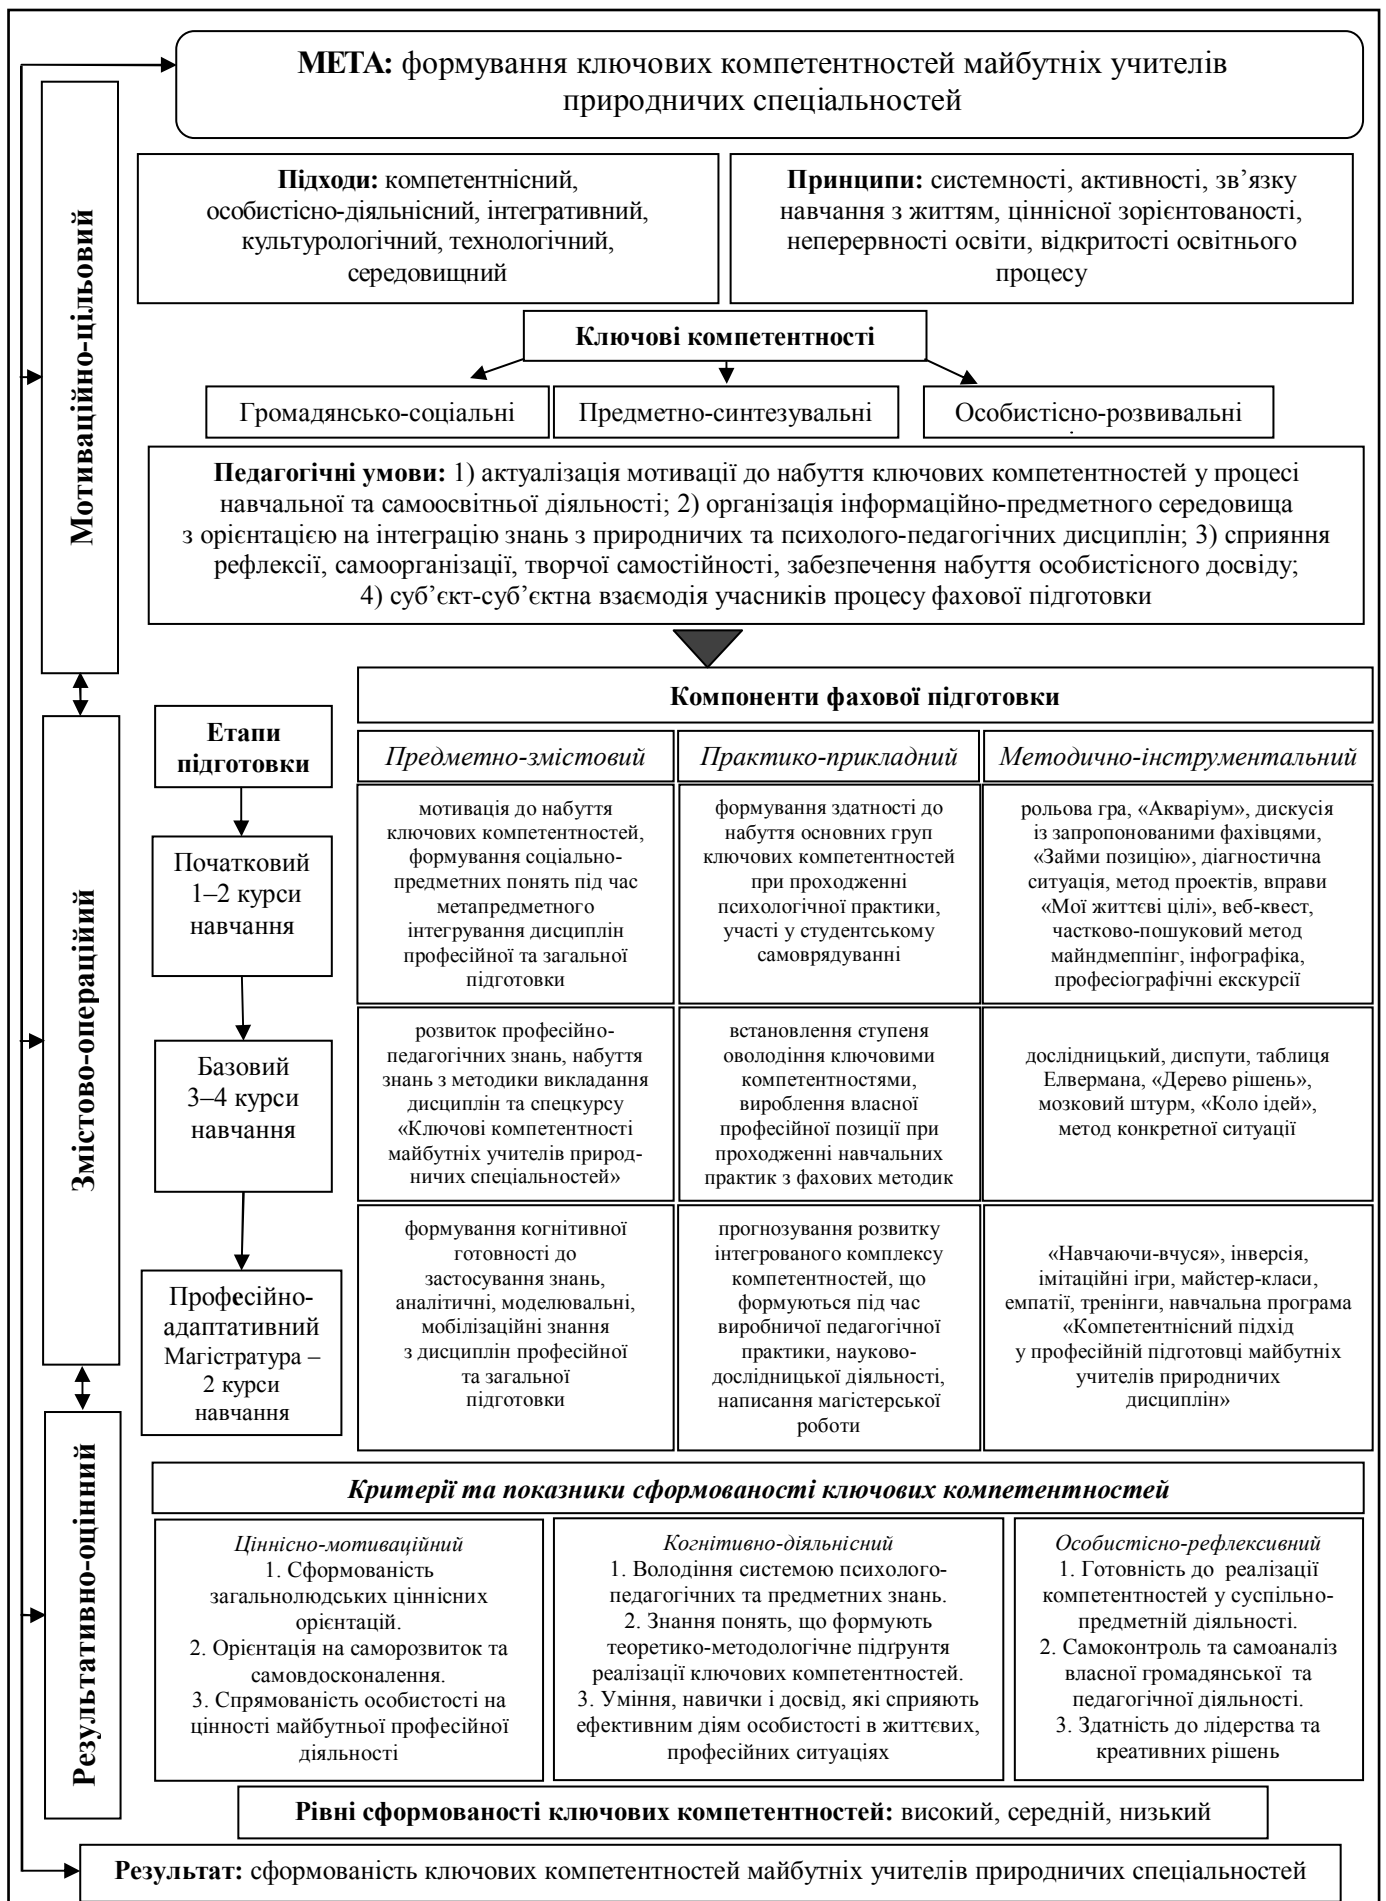 МЕТА: формування ключових компетентностей майбутніх учителів
природничих спеціальностей
Мотиваційно-цільовий
Підходи: компетентнісний,
особистісно-діяльнісний, інтегративний,
культурологічний, технологічний,
середовищний
Принципи: системності, активності, зв’язку
навчання з життям, ціннісної зорієнтованості,
неперервності освіти, відкритості освітнього
процесу
Ключові компетентності
Громадянсько-соціальні
Предметно-синтезувальні
Особистісно-розвивальні
Педагогічні умови: 1) актуалізація мотивації до набуття ключових компетентностей у процесі
навчальної та самоосвітньої діяльності; 2) організація інформаційно-предметного середовища
з орієнтацією на інтеграцію знань з природничих та психолого-педагогічних дисциплін; 3) сприяння
рефлексії, самоорганізації, творчої самостійності, забезпечення набуття особистісного досвіду;
4) суб’єкт-суб’єктна взаємодія учасників процесу фахової підготовки
Змістово-операційий
Етапи
підготовки
Компоненти фахової підготовки
Предметно-змістовий
Практико-прикладний
Методично-інструментальний
Початковий
1–2 курси
навчання
мотивація до набуття
ключових компетентностей,
формування соціально-
предметних понять під час
метапредметного
інтегрування дисциплін
професійної та загальної
підготовки
формування здатності до
набуття основних груп
ключових компетентностей
при проходженні
психологічної практики,
участі у студентському
самоврядуванні
рольова гра, «Акваріум», дискусія
із запропонованими фахівцями,
«Займи позицію», діагностична
ситуація, метод проектів, вправи
«Мої життєві цілі», веб-квест,
частково-пошуковий метод
майндмеппінг, інфографіка,
професіографічні екскурсії
Базовий
3–4 курси
навчання
розвиток професійно-
педагогічних знань, набуття
знань з методики викладання
дисциплін та спецкурсу
«Ключові компетентності
майбутніх учителів природ-
ничих спеціальностей»
встановлення ступеня
оволодіння ключовими
компетентностями,
вироблення власної
професійної позиції при
проходженні навчальних
практик з фахових методик
дослідницький, диспути, таблиця
Елвермана, «Дерево рішень»,
мозковий штурм, «Коло ідей»,
метод конкретної ситуації
Професійно-
адаптативний
Магістратура –
2 курси
навчання
формування когнітивної
готовності до
застосування знань,
аналітичні, моделювальні,
мобілізаційні знання
з дисциплін професійної
та загальної
підготовки
прогнозування розвитку
інтегрованого комплексу
компетентностей, що
формуються під час
виробничої педагогічної
практики, науково-
дослідницької діяльності,
написання магістерської
роботи
«Навчаючи-вчуся», інверсія,
імітаційні ігри, майстер-класи,
емпатії, тренінги, навчальна програма
«Компетентнісний підхід
у професійній підготовці майбутніх
учителів природничих
дисциплін»
Результативно-оцінний
Критерії та показники сформованості ключових компетентностей
Ціннісно-мотиваційний
1. Сформованість
загальнолюдських ціннісних
орієнтацій.
2. Орієнтація на саморозвиток та
самовдосконалення.
3. Спрямованість особистості на
цінності майбутньої професійної
діяльності
Когнітивно-діяльнісний
1. Володіння системою психолого-
педагогічних та предметних знань.
2. Знання понять, що формують
теоретико-методологічне підґрунтя
реалізації ключових компетентностей.
3. Уміння, навички і досвід, які сприяють
ефективним діям особистості в життєвих,
професійних ситуаціях
Особистісно-рефлексивний
1. Готовність до реалізації
компетентностей у суспільно-
предметній діяльності.
2. Самоконтроль та самоаналіз
власної громадянської та
педагогічної діяльності.
3. Здатність до лідерства та
креативних рішень
Рівні сформованості ключових компетентностей: високий, середній, низький
Результат: сформованість ключових компетентностей майбутніх учителів природничих спеціальностей